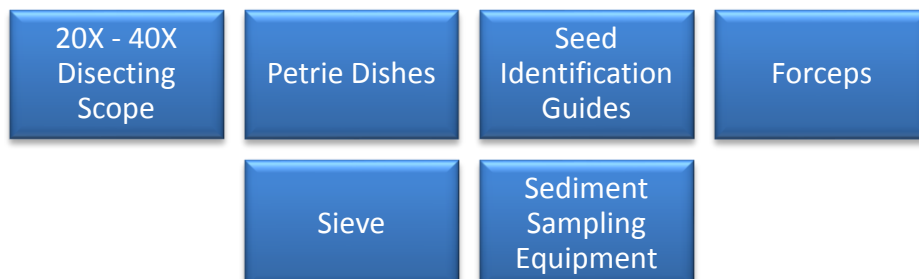 20X - 40X
Disecting
Scope
Petrie Dishes
Seed
Identification
Guides
Forceps
Sieve
Sediment
Sampling
Equipment